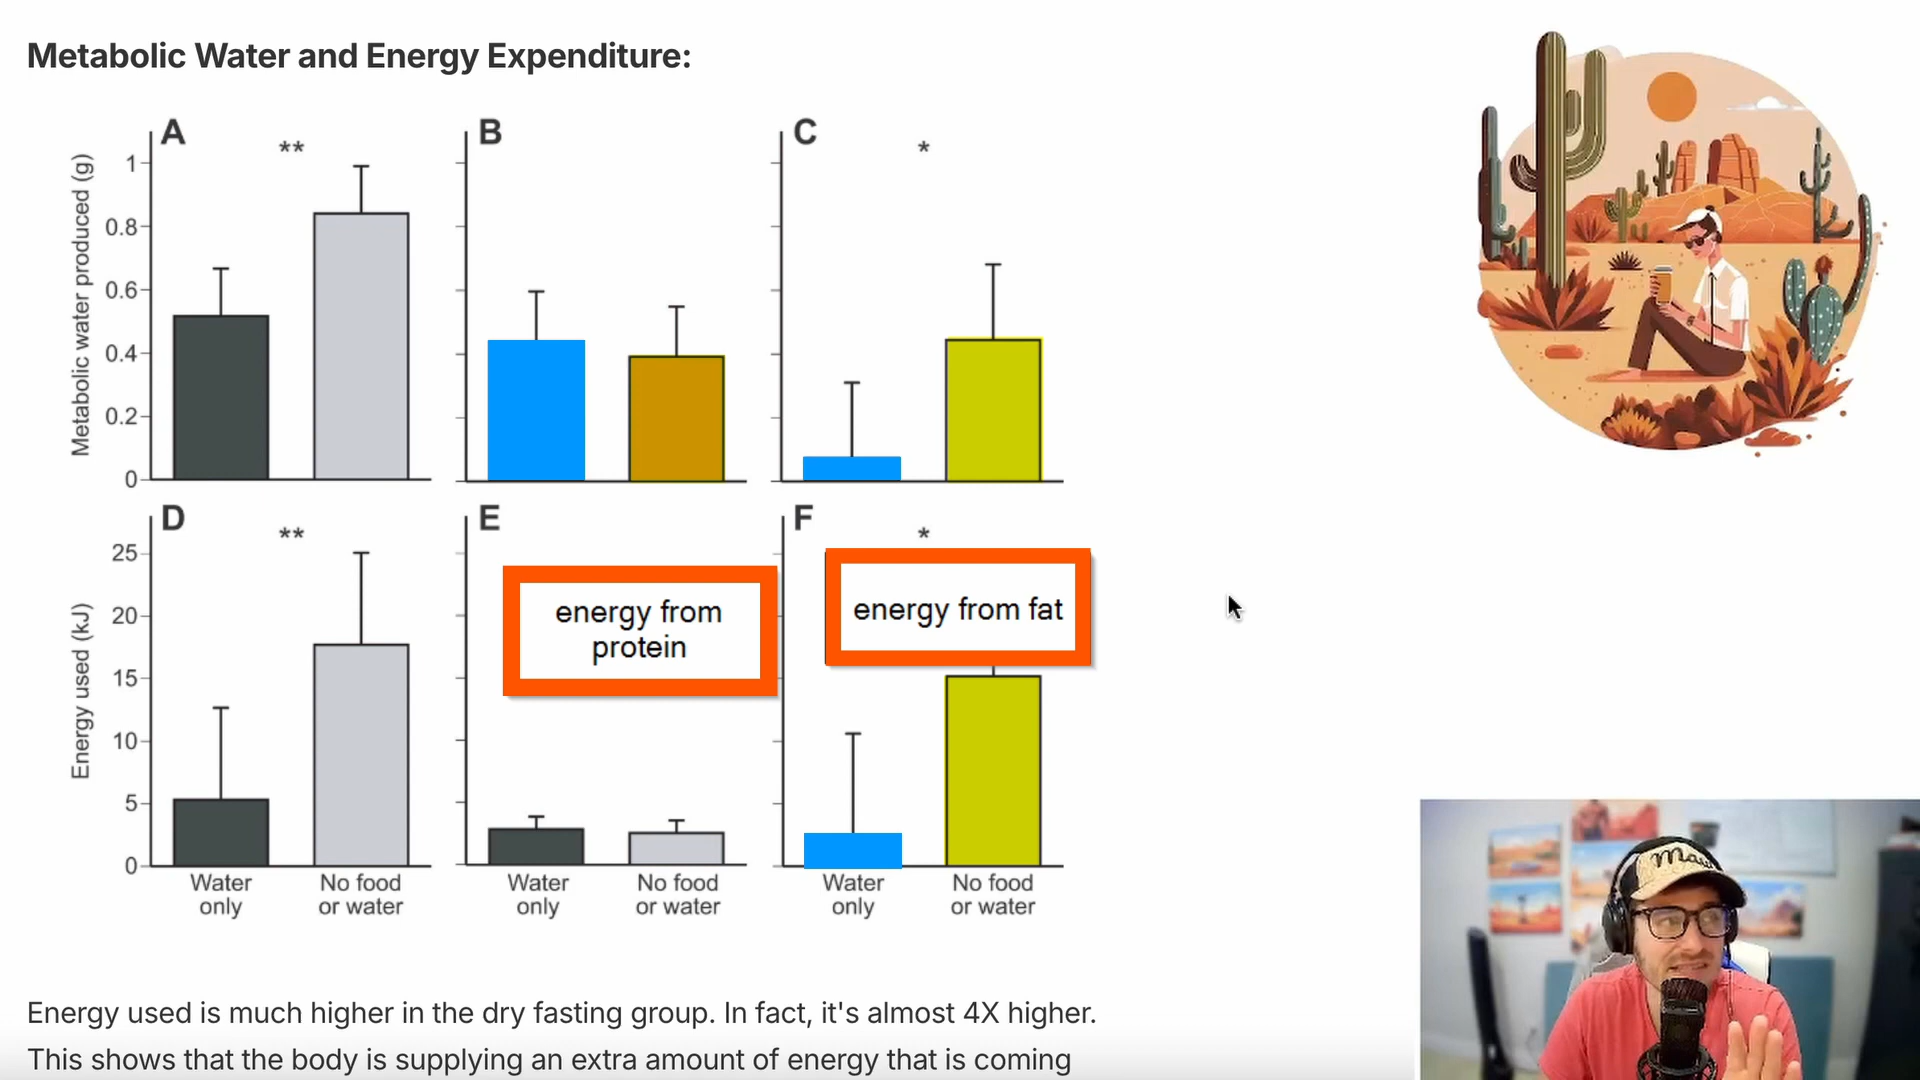 Metabolic Water and Energy Expenditure:
A
**
B
C
*
Metabolic water produced (g)
1
0.8
0.6
0.4
0.2
0
D
**
E
F
*
Energy used (kJ)
25
20
15
10
5
0
energy from
protein
energy from fat
Water
only
No food
or water
Water
only
No food
or water
Water
only
No food
or water
Energy used is much higher in the dry fasting group. In fact, it's almost 4X higher.
This shows that the body is supplying an extra amount of energy that is coming